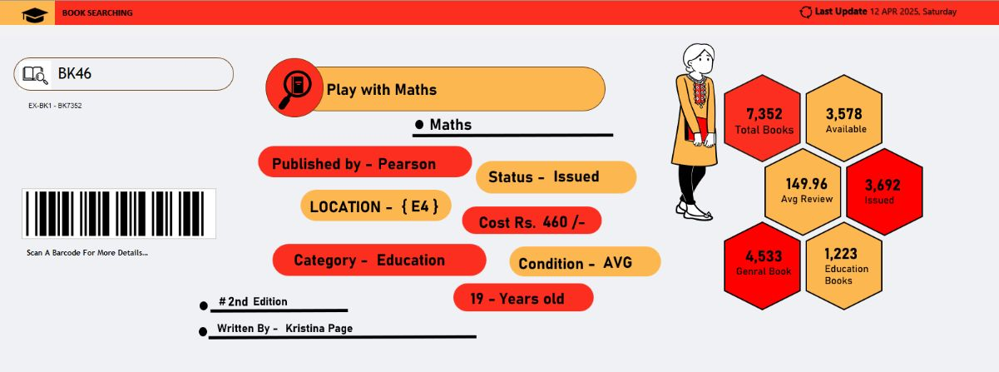 BOOK SEARCHING
Last Update 12 APR 2025, Saturday
BK46
EX-BK1 - BK7352
Play with Maths
Maths
Published by - Pearson
Status - Issued
LOCATION - { E4 }
Cost Rs. 460 /-
Category - Education
Condition - AVG
19 - Years old
# 2nd Edition
Written By - Kristina Page
Scan A Barcode For More Details...
7,352
Total Books
3,578
Available
149.96
Avg Review
3,692
Issued
4,533
Genral Book
1,223
Education
Books